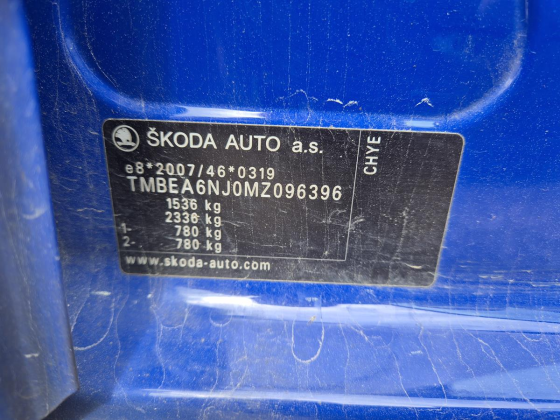 ŠKODA AUTO a.s.
e8*2007/46*0319
TMBEA6NJ0MZ096396
1536 kg
2336 kg
1- 780 kg
2- 780 kg
www.skoda-auto.com
CHYE